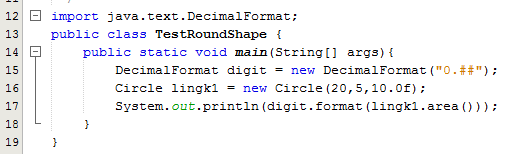 12 import java.text.DecimalFormat;
13 public class TestRoundShape {
14 public static void main(String[] args){
15 DecimalFormat digit = new DecimalFormat("0.##");
16 Circle lingk1 = new Circle(20,5,10.0f);
17 System.out.println(digit.format(lingk1.area()));
18 }
19 }